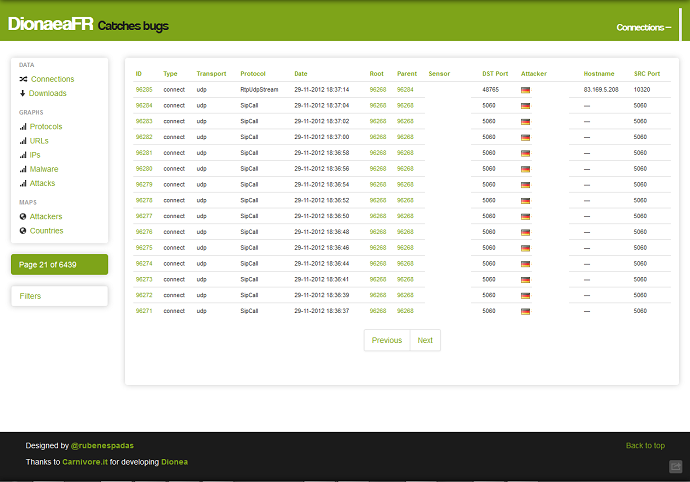 DionaeaFR Catches bugs
Connections
DATA
Connections
Downloads
GRAPHS
Protocols
URLs
IPs
Malware
Attacks
MAPS
Attackers
Countries
Page 21 of 6439
Filters
ID Type Transport Protocol Date Root Parent Sensor DST Port Attacker Hostname SRC Port
96285 connect udp RtpUdpStream 29-11-2012 18:37:14 96268 96284 48765 83.169.5.208 10320
96284 connect udp SipCall 29-11-2012 18:37:04 96268 96268 5060 --- 5060
96283 connect udp SipCall 29-11-2012 18:37:02 96268 96268 5060 --- 5060
96282 connect udp SipCall 29-11-2012 18:37:00 96268 96268 5060 --- 5060
96281 connect udp SipCall 29-11-2012 18:36:58 96268 96268 5060 --- 5060
96280 connect udp SipCall 29-11-2012 18:36:56 96268 96268 5060 --- 5060
96279 connect udp SipCall 29-11-2012 18:36:54 96268 96268 5060 --- 5060
96278 connect udp SipCall 29-11-2012 18:36:52 96268 96268 5060 --- 5060
96277 connect udp SipCall 29-11-2012 18:36:50 96268 96268 5060 --- 5060
96276 connect udp SipCall 29-11-2012 18:36:48 96268 96268 5060 --- 5060
96275 connect udp SipCall 29-11-2012 18:36:46 96268 96268 5060 --- 5060
96274 connect udp SipCall 29-11-2012 18:36:44 96268 96268 5060 --- 5060
96273 connect udp SipCall 29-11-2012 18:36:41 96268 96268 5060 --- 5060
96272 connect udp SipCall 29-11-2012 18:36:39 96268 96268 5060 --- 5060
96271 connect udp SipCall 29-11-2012 18:36:37 96268 96268 5060 --- 5060
Previous Next
Designed by @rubenespadas
Back to top
Thanks to Carnivore.it for developing Dionea